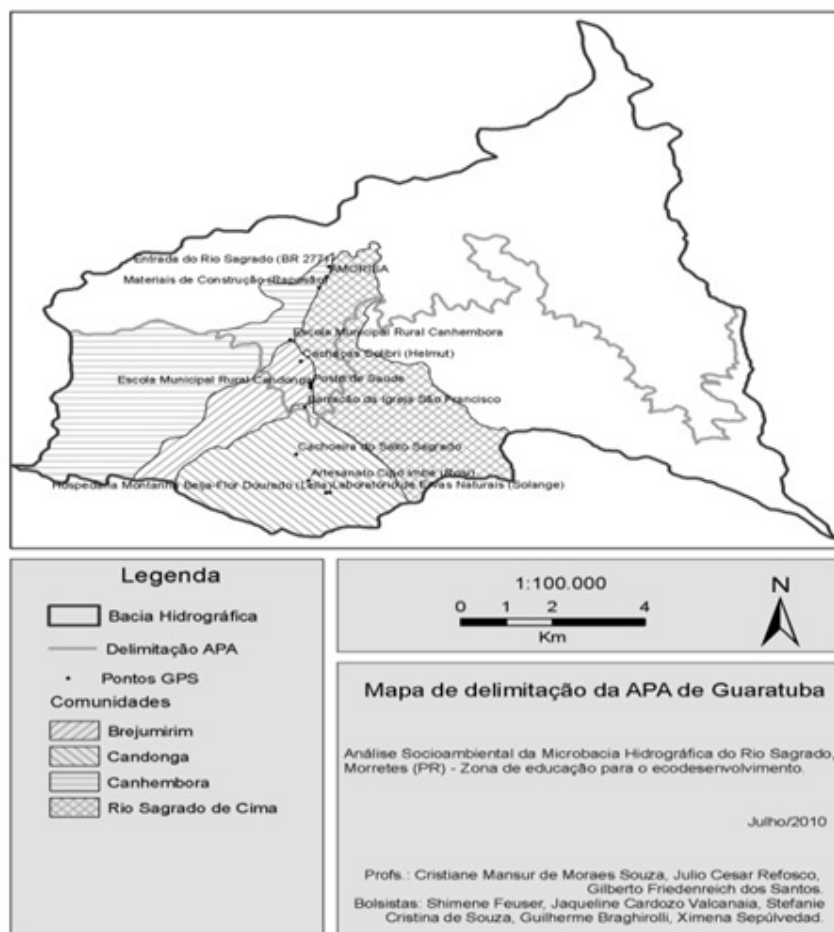 Entrada do Rio Sagrado (BR 277)
AMORISA
Materiais de Construção
Escola Municipal Rural Canhembora
Cachaças Colibri (Helmut)
Escola Municipal Rural Candonga
Posto de Saúde
Barracão da Igreja São Francisco
Cachoeira do Salto Sagrado
Artesanato Cipó Imbé (Rosi)
Hospedaria Montanha Beija-Flor Dourado (Leila)
Laboratório de Ervas Naturais (Solange)
Legenda
Bacia Hidrográfica
Delimitação APA
Pontos GPS
Comunidades
Brejumirim
Candonga
Canhembora
Rio Sagrado de Cima
1:100.000
0 1 2 4
Km
N
Mapa de delimitação da APA de Guaratuba
Análise Socioambiental da Microbacia Hidrográfica do Rio Sagrado,
Morretes (PR) - Zona de educação para o ecodesenvolvimento.
Julho/2010
Profs.: Cristiane Mansur de Moraes Souza, Julio Cesar Refosco,
Gilberto Friedenreich dos Santos.
Bolsistas: Shimene Feuser, Jaqueline Cardozo Valcanaia, Stefanie
Cristina de Souza, Guilherme Braghirolli, Ximena Sepúlvedad.